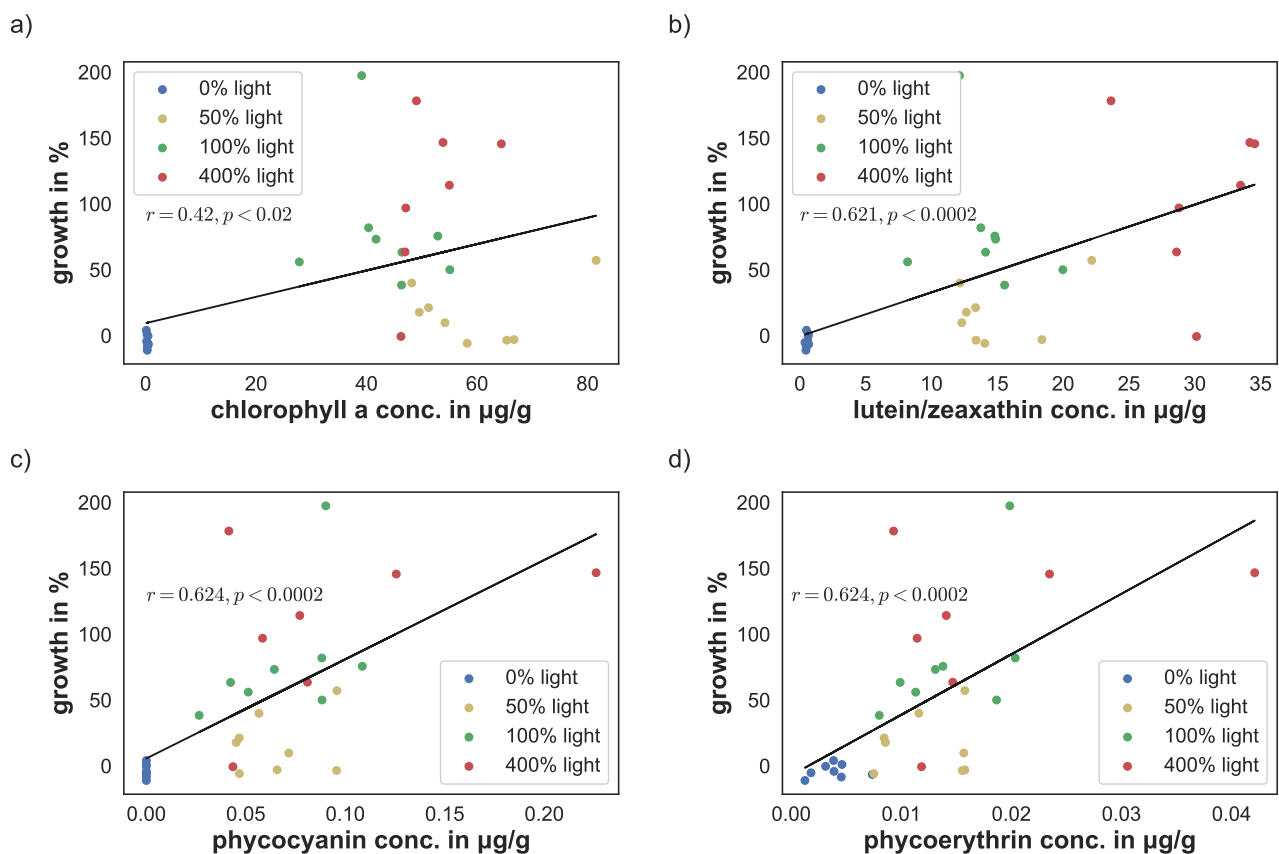 a)
growth in %
200
150
100
50
0
0% light
50% light
100% light
400% light
r = 0.42, p < 0.02
0 20 40 60 80
chlorophyll a conc. in µg/g
b)
growth in %
200
150
100
50
0
0% light
50% light
100% light
400% light
r = 0.621, p < 0.0002
0 5 10 15 20 25 30 35
lutein/zeaxathin conc. in µg/g
c)
growth in %
200
150
100
50
0
r = 0.624, p < 0.0002
0% light
50% light
100% light
400% light
0.00 0.05 0.10 0.15 0.20
phycocyanin conc. in µg/g
d)
growth in %
200
150
100
50
0
r = 0.624, p < 0.0002
0% light
50% light
100% light
400% light
0.00 0.01 0.02 0.03 0.04
phycoerythrin conc. in µg/g